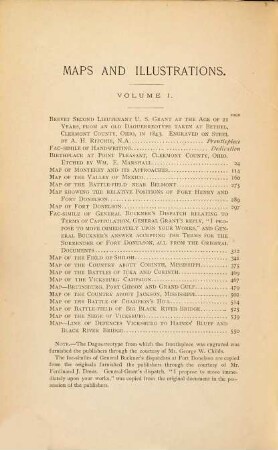 MAPS AND ILLUSTRATIONS.
VOLUME I.
PAGE
BREVET SECOND LIEUTENANT U. S. GRANT AT THE AGE OF 21
YEARS, FROM AN OLD DAGUERREOTYPE TAKEN AT BETHEL,
CLERMONT COUNTY, OHIO, IN 1843. ENGRAVED ON STEEL
BY A. H. RITCHIE, N.A. Frontispiece
FAC-SIMILE OF HANDWRITING. Dedication
BIRTHPLACE AT POINT PLEASANT, CLERMONT COUNTY, OHIO.
ETCHED BY WM. E. MARSHALL
MAP OF MONTEREY AND ITS APPROACHES 114
MAP OF THE VALLEY OF MEXICO 160
MAP OF THE BATTLE-FIELD NEAR BELMONT 275
MAP SHOWING THE RELATIVE POSITIONS OF FORT HENRY AND
FORT DONELSON 289
MAP OF FORT DONELSON 297
FAC-SIMILE OF GENERAL BUCKNER'S DISPATCH RELATING TO
TERMS OF CAPITULATION, GENERAL GRANT'S REPLY, "I PRO-
POSE TO MOVE IMMEDIATELY UPON YOUR WORKS," AND GEN-
ERAL BUCKNER'S ANSWER ACCEPTING THE TERMS FOR THE
SURRENDER OF FORT DONELSON, ALL FROM THE ORIGINAL
DOCUMENTS 312
MAP OF THE FIELD OF SHILOH 341
MAP OF THE COUNTRY ABOUT CORINTH, MISSISSIPPI 375
MAP OF THE BATTLES OF IUKA AND CORINTH 409
MAP OF THE VICKSBURG CAMPAIGN 467
MAP—BRUINSBURG, PORT GIBSON AND GRAND GULF 479
MAP OF THE COUNTRY ABOUT JACKSON, MISSISSIPPI 502
MAP OF THE BATTLE OF CHAMPION'S HILL 514
MAP OF BATTLE-FIELD OF BIG BLACK RIVER BRIDGE 525
MAP OF THE SIEGE OF VICKSBURG 539
MAP—LINE OF DEFENCES VICKSBURG TO HAINES' BLUFF AND
BLACK RIVER BRIDGE 550
NOTE.—The Daguerreotype from which the frontispiece was engraved was
furnished the publishers through the courtesy of Mr. George W. Childs.
The fac-simile of General Buckner's dispatches at Fort Donelson are copied
from the originals furnished the publishers through the courtesy of Mr.
Ferdinand J. Dreer. General Grant's dispatch, "I propose to move imme-
diately upon your works," was copied from the original document in the pos-
session of the publishers.